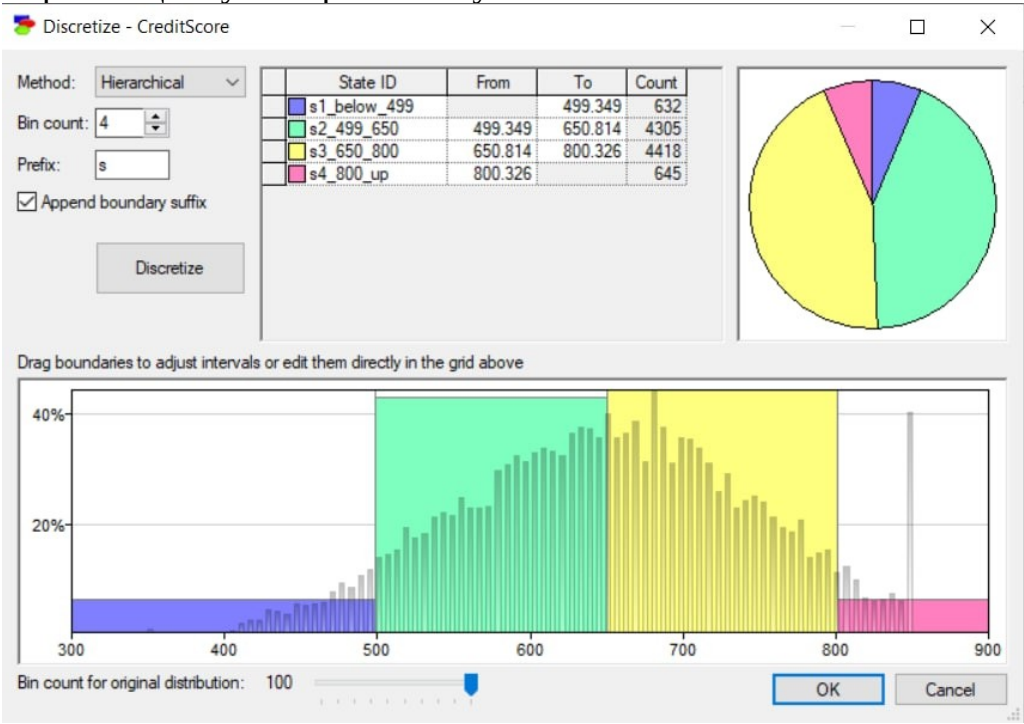 Discretize - CreditScore
Method: Hierarchical
Bin count: 4
Prefix: s
Append boundary suffix
Discretize
State ID From To Count
s1_below_499 499.349 632
s2_499_650 499.349 650.814 4305
s3_650_800 650.814 800.326 4418
s4_800_up 800.326 645
Drag boundaries to adjust intervals or edit them directly in the grid above
40%
20%
300 400 500 600 700 800 900
Bin count for original distribution: 100
OK Cancel